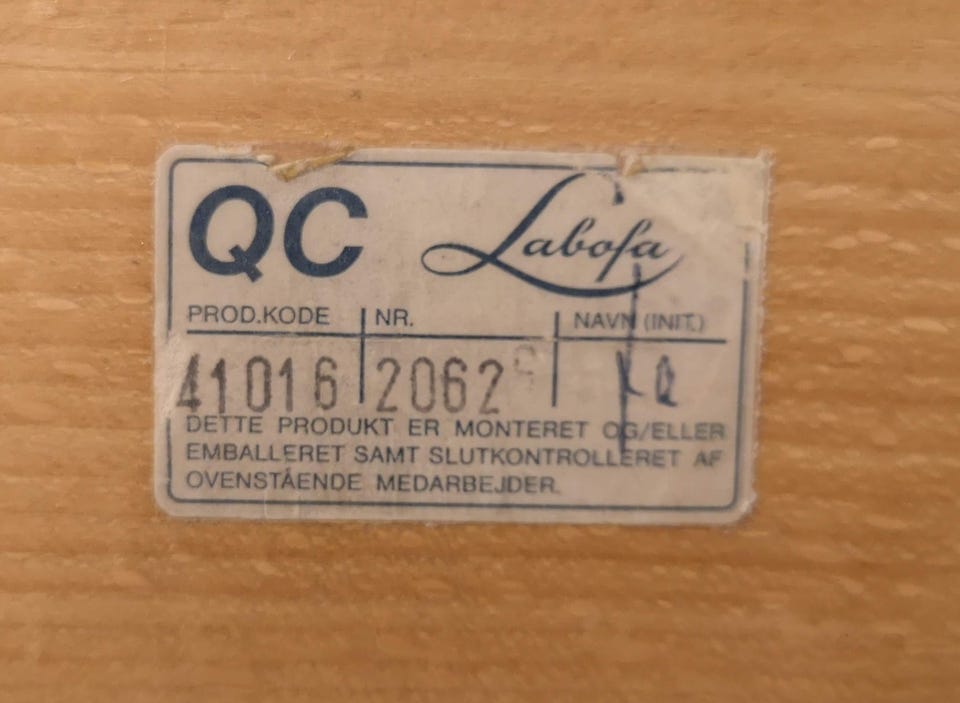 QC Labofa
PROD.KODE NR. NAVN (INIT.)
41016 2062
DETTE PRODUKT ER MONTERET OG/ELLER
EMBALLERET SAMT SLUTKONTROLLERET AF
OVENSTÅENDE MEDARBEJDER.